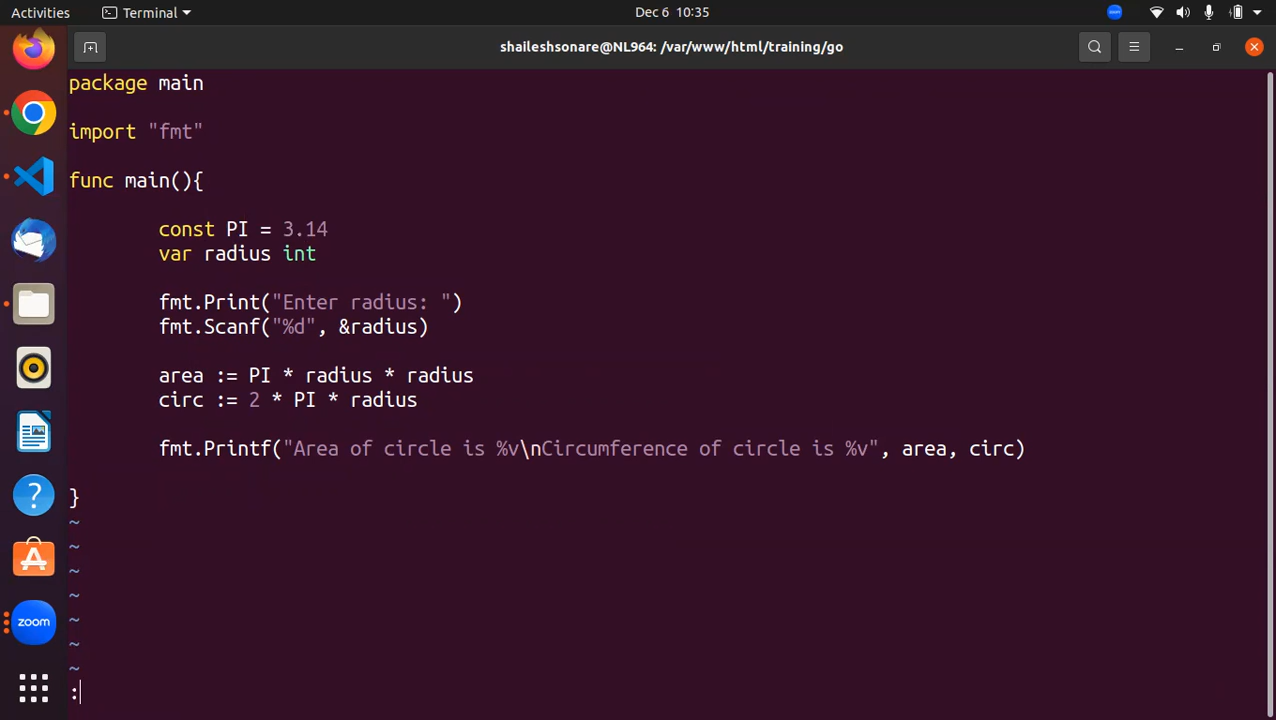 Activities Terminal Dec 6 10:35 zoom
shaileshsonare@NL964: /var/www/html/training/go
package main
import "fmt"
func main(){
const PI = 3.14
var radius int
fmt.Print("Enter radius: ")
fmt.Scanf("%d", &radius)
area := PI * radius * radius
circ := 2 * PI * radius
fmt.Printf("Area of circle is %v\nCircumference of circle is %v", area, circ)
}
~
~
~
~
~
~
~
:
?
A
zoom